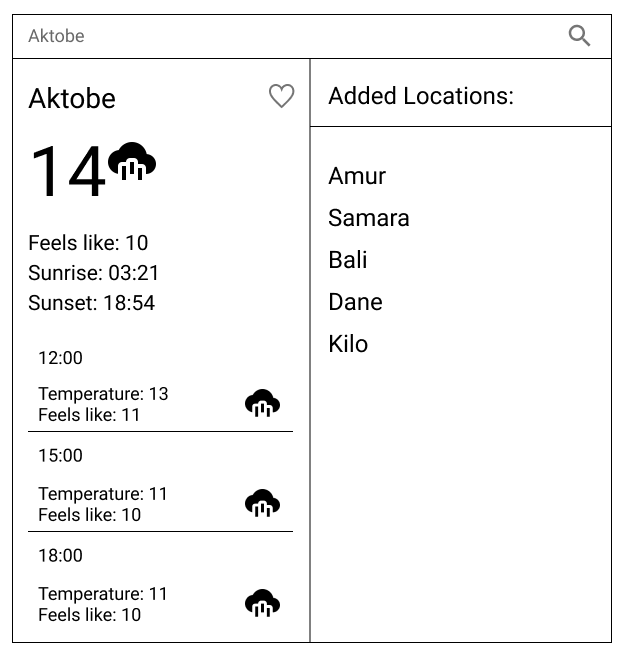 Aktobe
Aktobe
14
Feels like: 10
Sunrise: 03:21
Sunset: 18:54
12:00
Temperature: 13
Feels like: 11
15:00
Temperature: 11
Feels like: 10
18:00
Temperature: 11
Feels like: 10
Added Locations:
Amur
Samara
Bali
Dane
Kilo